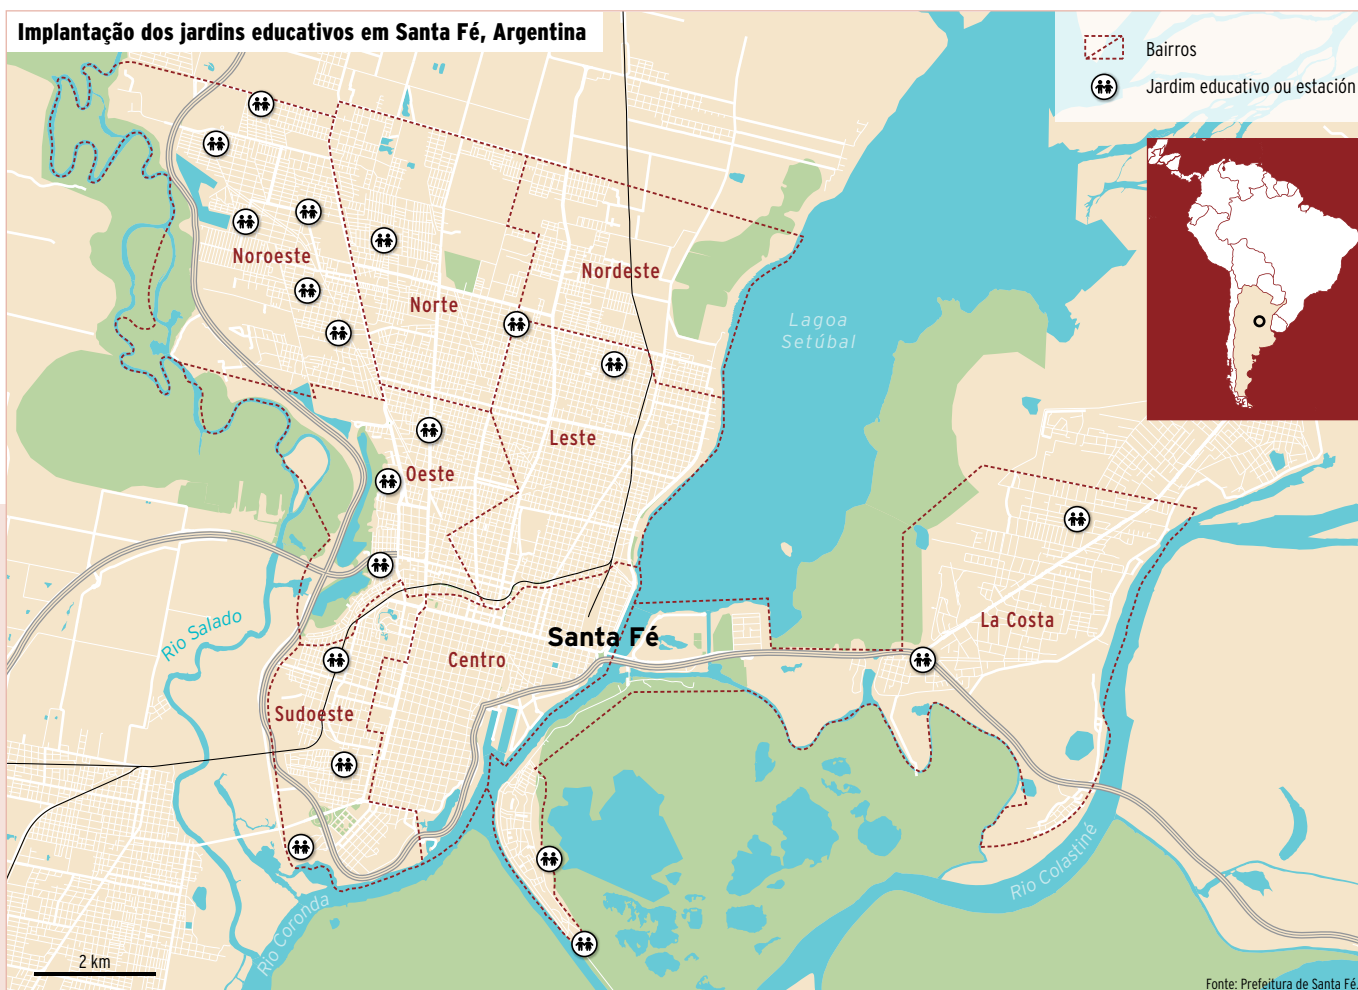 Implantação dos jardins educativos em Santa Fé, Argentina
Bairros
Jardim educativo ou estación
Noroeste
Norte
Nordeste
Lagoa
Setúbal
Leste
Oeste
Rio Salado
Santa Fé
Centro
La Costa
Sudoeste
Rio Colastiné
Rio Coronda
2 km
Fonte: Prefeitura de Santa Fé.